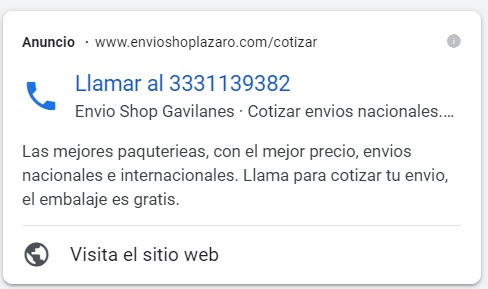 Anuncio · www.envioshoplazaro.com/cotizar
Llamar al 3331139382
Envio Shop Gavilanes · Cotizar envios nacionales....
Las mejores paquterieas, con el mejor precio, envios
nacionales e internacionales. Llama para cotizar tu envio,
el embalaje es gratis.
Visita el sitio web